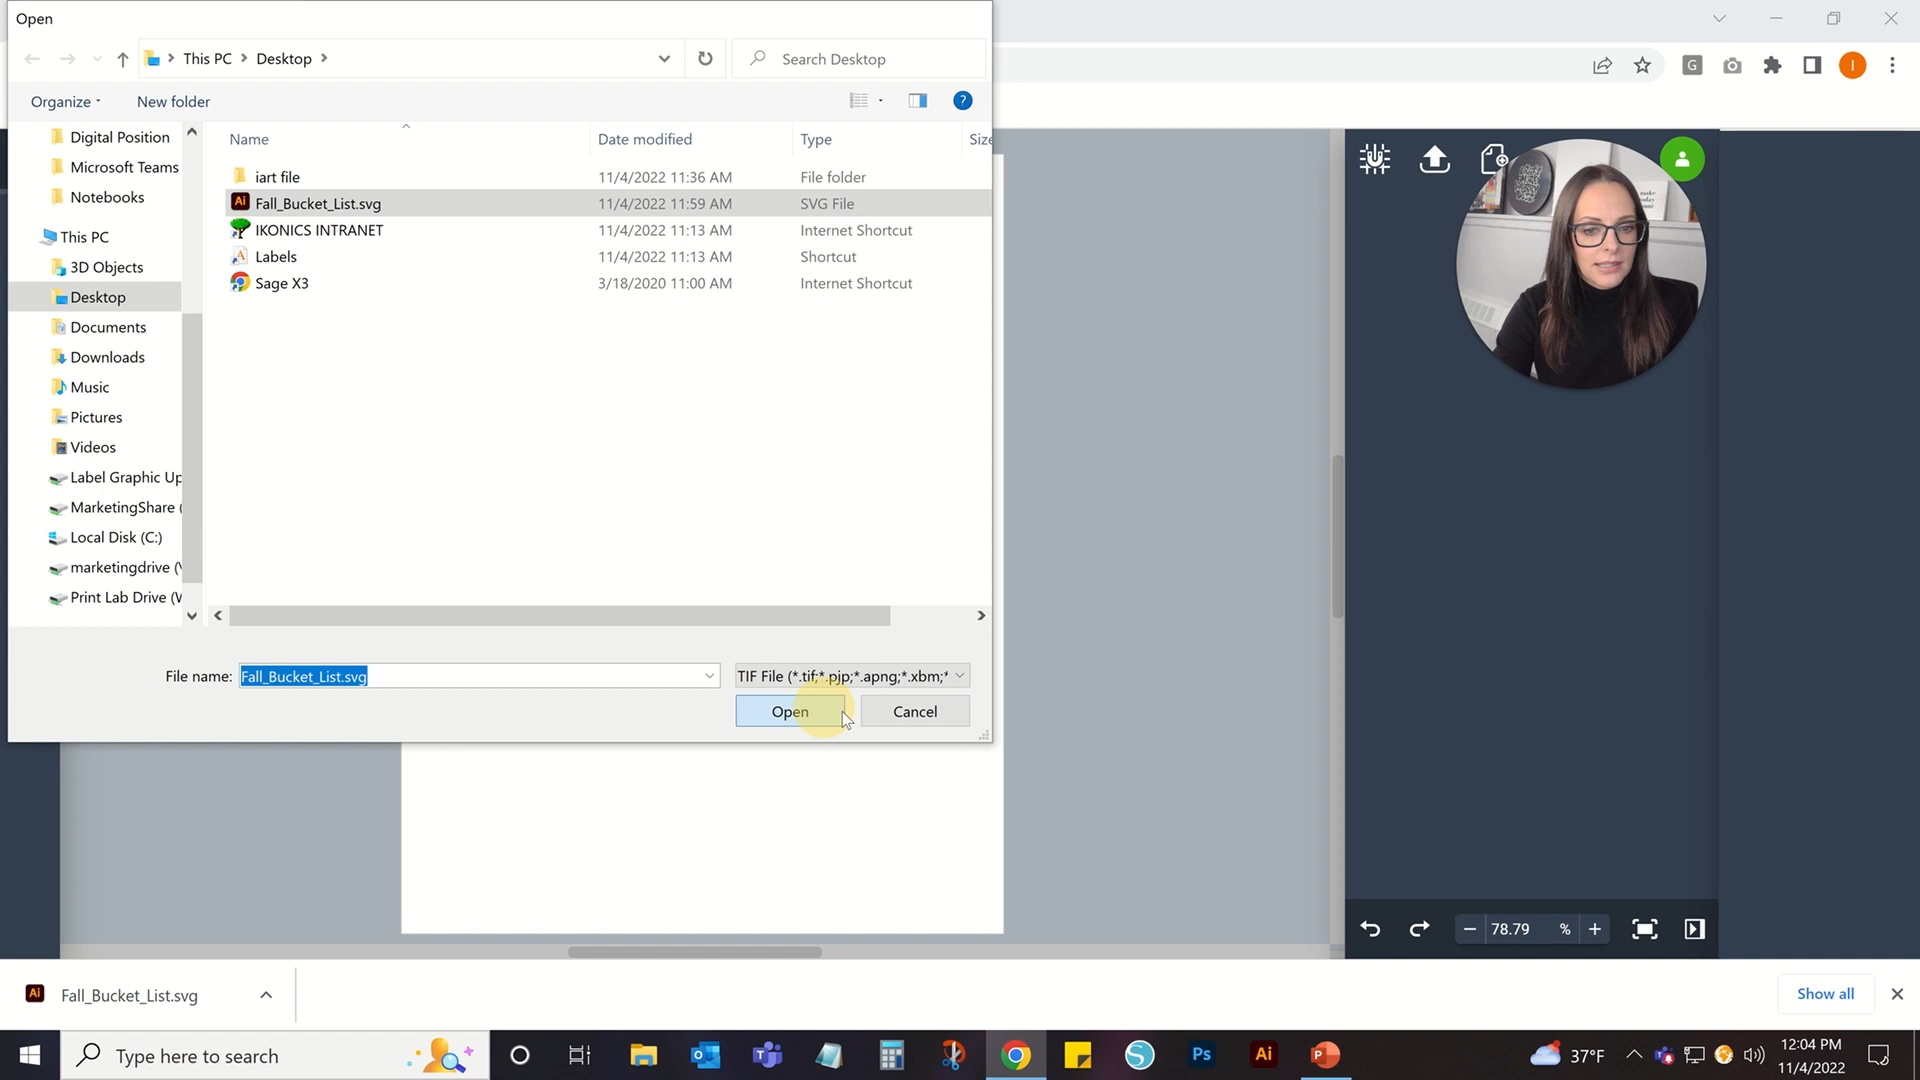 Open
This PC > Desktop >
Search Desktop
Organize
New folder
?
Name
Date modified
Type
Size
Digital Position
Microsoft Teams
Notebooks
This PC
3D Objects
Desktop
Documents
Downloads
Music
Pictures
Videos
Label Graphic Up
MarketingShare (
Local Disk (C:)
marketingdrive (\
Print Lab Drive (W
iart file 11/4/2022 11:36 AM File folder
Fall_Bucket_List.svg 11/4/2022 11:59 AM SVG File
IKONICS INTRANET 11/4/2022 11:13 AM Internet Shortcut
Labels 11/4/2022 11:13 AM Shortcut
Sage X3 3/18/2020 11:00 AM Internet Shortcut
File name: Fall_Bucket_List.svg
TIF File (*.tif;*.pjp;*.apng;*.xbm;*
Open
Cancel
G
I
make
today
78.79 %
Ai Fall_Bucket_List.svg
Show all
Type here to search
Ps
Ai
37°F
12:04 PM
11/4/2022